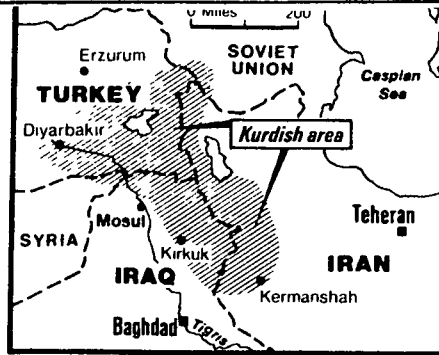 0 Miles 200
Erzurum
SOVIET
UNION
Caspian
Sea
TURKEY
Diyarbakir
Kurdish area
Mosul
Teheran
SYRIA
Kirkuk
IRAQ
IRAN
Kermanshah
Baghdad
Tigris